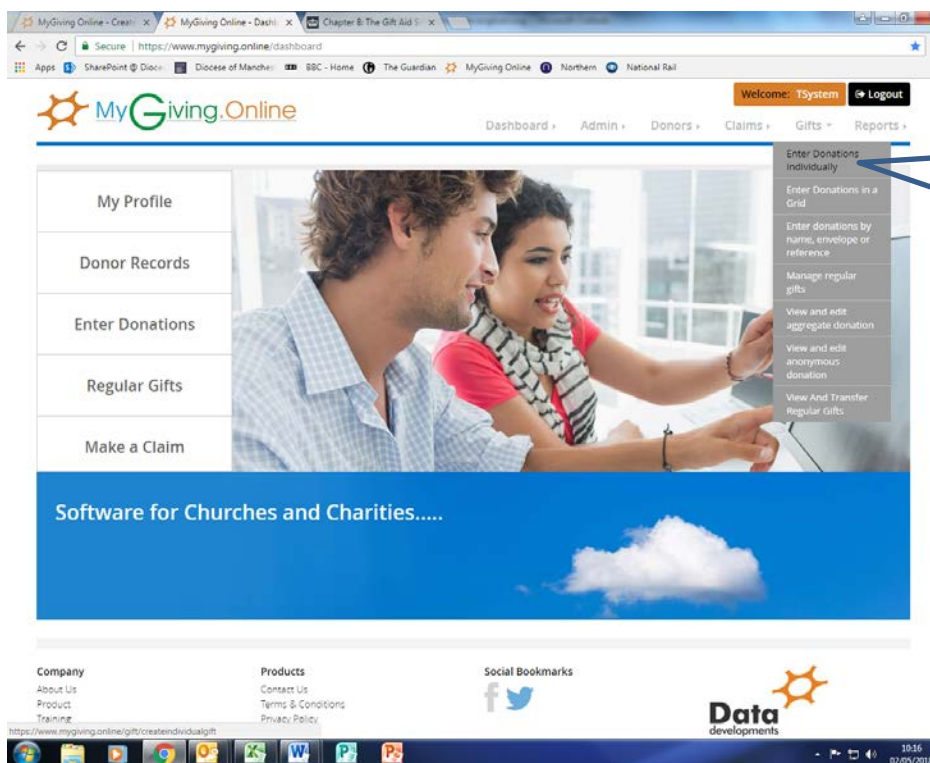 MyGiving Online - Creat
MyGiving Online - Dashb
Chapter 8: The Gift Aid S
Secure | https://www.mygiving.online/dashboard
Apps SharePoint @ Dioce Diocese of Manches BBC - Home The Guardian MyGiving Online Northern National Rail
MyGiving.Online
Welcome: TSystem Logout
Dashboard Admin Donors Claims Gifts Reports
Enter Donations
Individually
Enter Donations in a
Grid
Enter donations by
name, envelope or
reference
Manage regular
gifts
View and edit
aggregate donation
View and edit
anonymous
donation
View And Transfer
Regular Gifts
My Profile
Donor Records
Enter Donations
Regular Gifts
Make a Claim
Software for Churches and Charities.....
Company
About Us
Product
Training
Products
Contact Us
Terms & Conditions
Privacy Policy
Social Bookmarks
Data
developments
https://www.mygiving.online/gift/createindividualgift
10:16